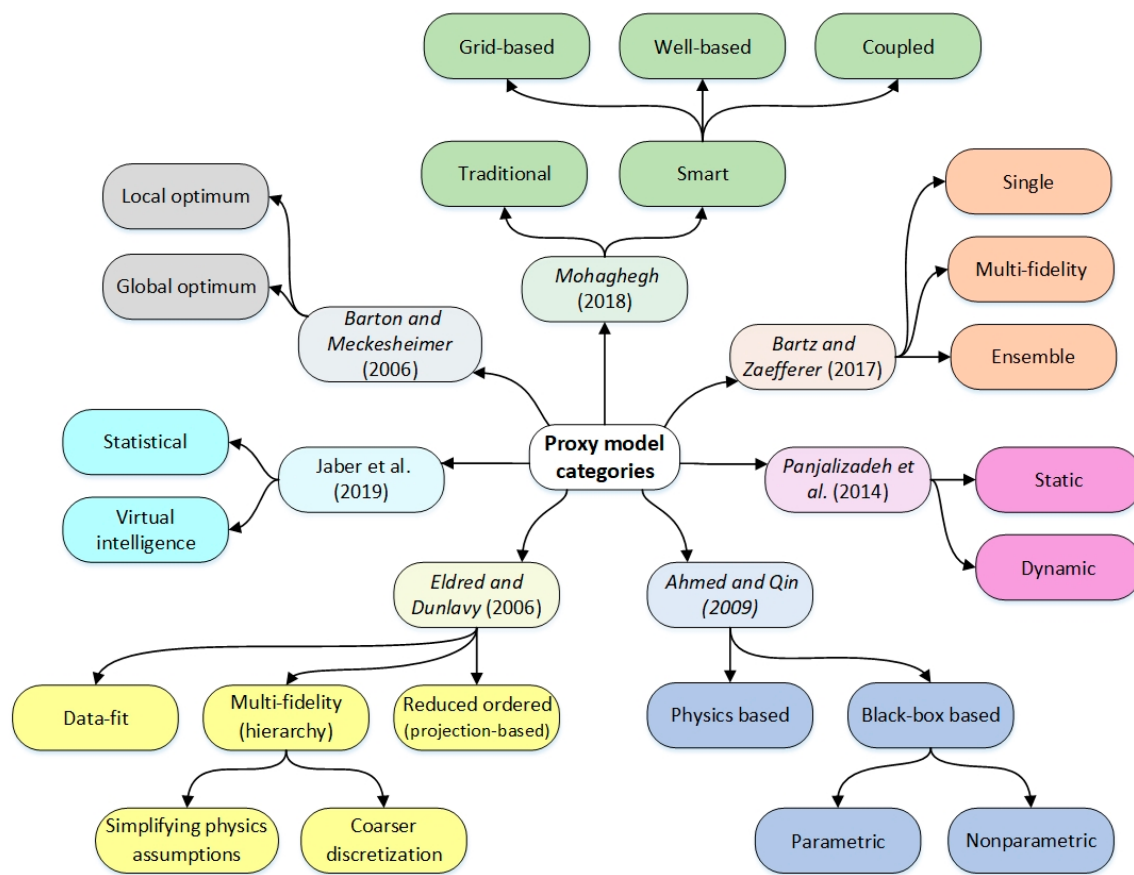 Grid-based
Well-based
Coupled
Traditional
Smart
Single
Local optimum
Multi-fidelity
Global optimum
Mohaghegh
(2018)
Barton and
Meckesheimer
(2006)
Bartz and
Zaefferer
(2017)
Ensemble
Statistical
Jaber et al.
(2019)
Proxy model
categories
Panjalizadeh et
al. (2014)
Static
Virtual
intelligence
Dynamic
Eldred and
Dunlavy (2006)
Ahmed and Qin
(2009)
Data-fit
Multi-fidelity
(hierarchy)
Reduced ordered
(projection-based)
Physics based
Black-box based
Simplifying physics
assumptions
Coarser
discretization
Parametric
Nonparametric